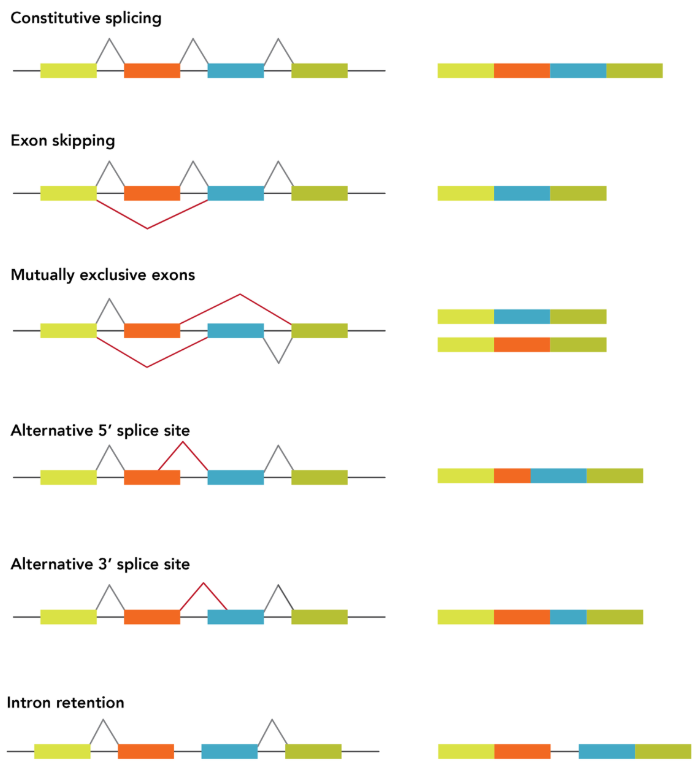 Constitutive splicing
Exon skipping
Mutually exclusive exons
Alternative 5’ splice site
Alternative 3’ splice site
Intron retention